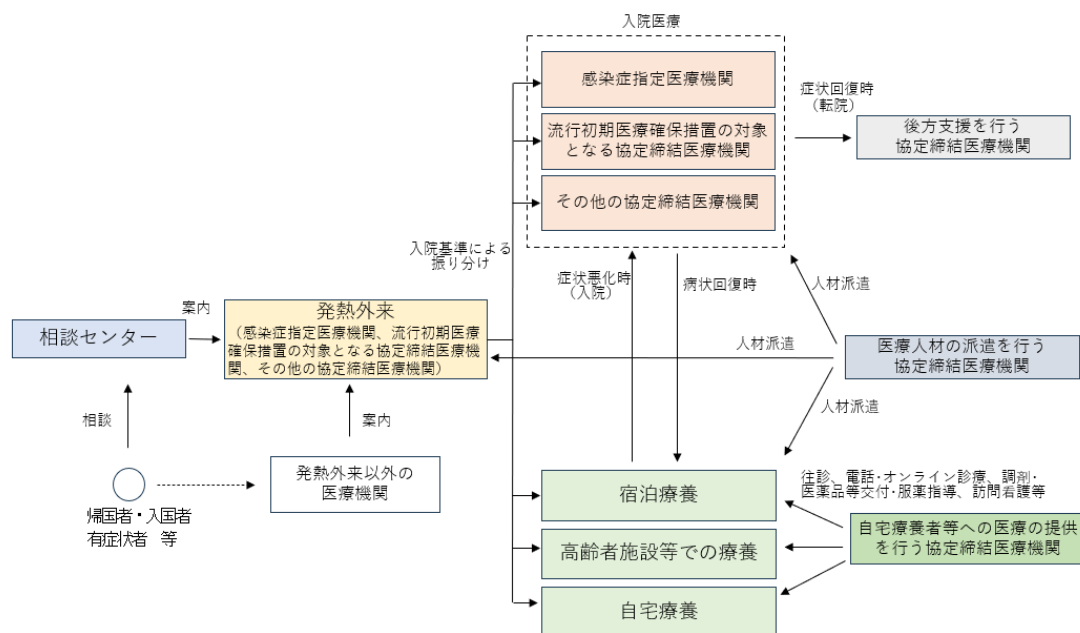 入院医療
感染症指定医療機関
流行初期医療確保措置の対象
となる協定締結医療機関
その他の協定締結医療機関
症状回復時
（転院）
後方支援を行う
協定締結医療機関
入院基準による
振り分け
症状悪化時
（入院）
病状回復時
人材派遣
案内
相談センター
発熱外来
（感染症指定医療機関、流行初期医療
確保措置の対象となる協定締結医療機
関、その他の協定締結医療機関）
人材派遣
医療人材の派遣を行う
協定締結医療機関
人材派遣
相談
案内
発熱外来以外の
医療機関
帰国者・入国者
有症状者　等
宿泊療養
往診、電話･オンライン診療、調剤･
医薬品等交付･服薬指導、訪問看護等
高齢者施設等での療養
自宅療養者等への医療の提供
を行う協定締結医療機関
自宅療養